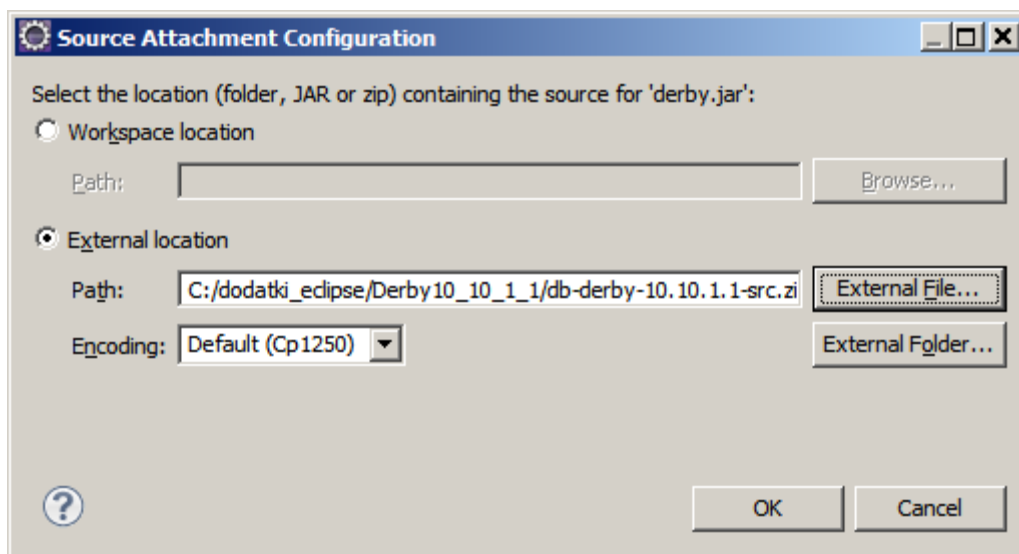 Source Attachment Configuration
Select the location (folder, JAR or zip) containing the source for 'derby.jar':
Workspace location
Path:
Browse...
External location
Path:
C:/dodatki_eclipse/Derby10_10_1_1/db-derby-10.10.1.1-src.zi
External File...
Encoding:
Default (Cp1250)
External Folder...
?
OK
Cancel